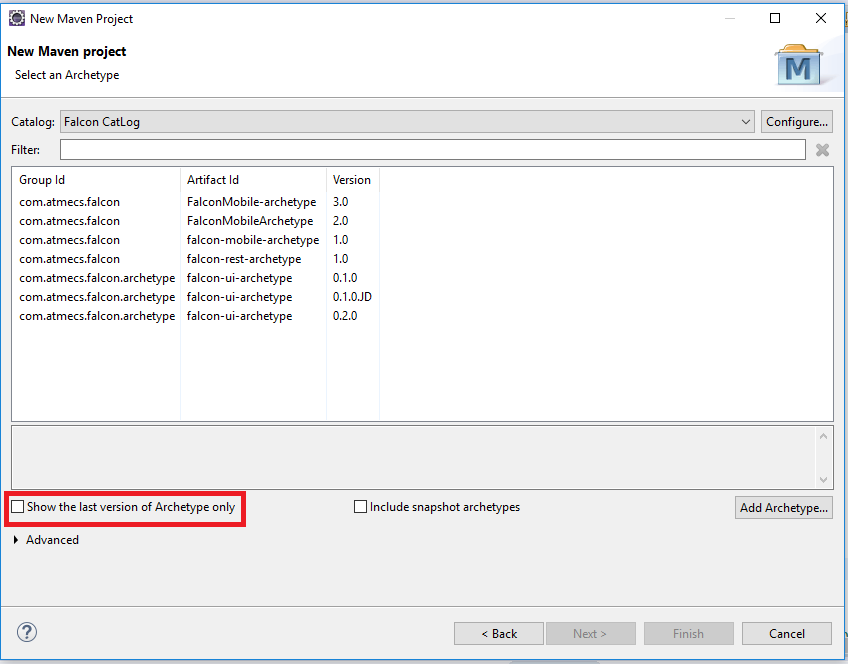 New Maven Project
New Maven project
Select an Archetype
M
Catalog: Falcon CatLog Configure...
Filter:
Group Id Artifact Id Version
com.atmecs.falcon FalconMobile-archetype 3.0
com.atmecs.falcon FalconMobileArchetype 2.0
com.atmecs.falcon falcon-mobile-archetype 1.0
com.atmecs.falcon falcon-rest-archetype 1.0
com.atmecs.falcon.archetype falcon-ui-archetype 0.1.0
com.atmecs.falcon.archetype falcon-ui-archetype 0.1.0.JD
com.atmecs.falcon.archetype falcon-ui-archetype 0.2.0
Show the last version of Archetype only Include snapshot archetypes Add Archetype...
Advanced
? < Back Next > Finish Cancel